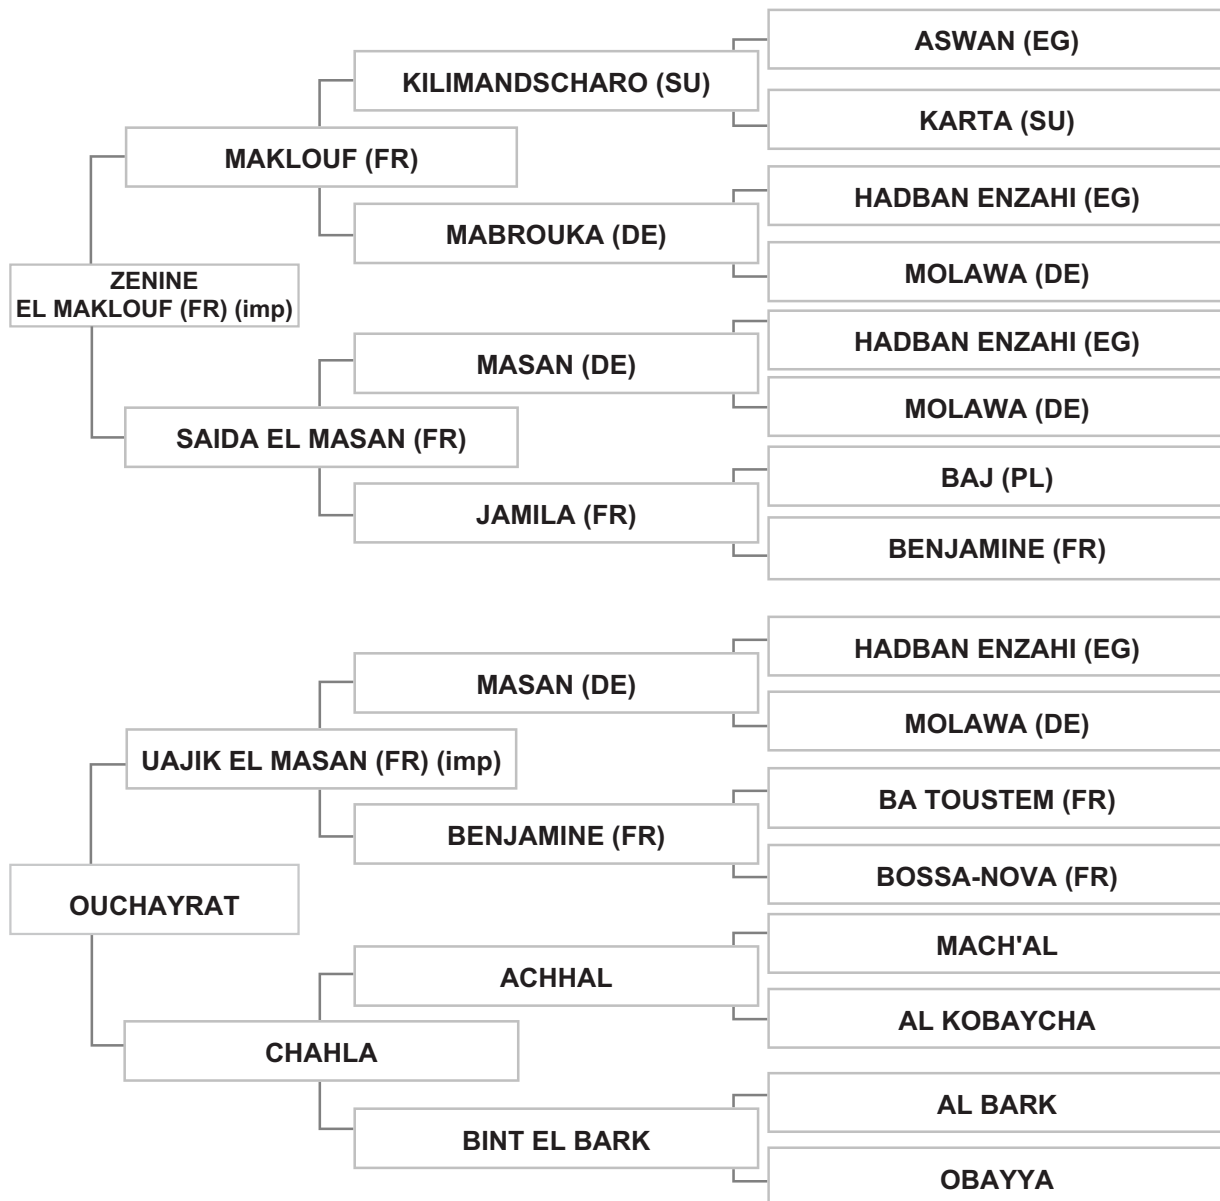 ASWAN (EG)
KILIMANDSCHARO (SU)
KARTA (SU)
MAKLOUF (FR)
HADBAN ENZAHI (EG)
MABROUKA (DE)
MOLAWA (DE)
ZENINE
EL MAKLOUF (FR) (imp)
HADBAN ENZAHI (EG)
MASAN (DE)
MOLAWA (DE)
SAIDA EL MASAN (FR)
BAJ (PL)
JAMILA (FR)
BENJAMINE (FR)
HADBAN ENZAHI (EG)
MASAN (DE)
MOLAWA (DE)
UAJIK EL MASAN (FR) (imp)
BA TOUSTEM (FR)
BENJAMINE (FR)
BOSSA-NOVA (FR)
OUCHAYRAT
MACH'AL
ACHHAL
AL KOBAYCHA
CHAHLA
AL BARK
BINT EL BARK
OBAYYA